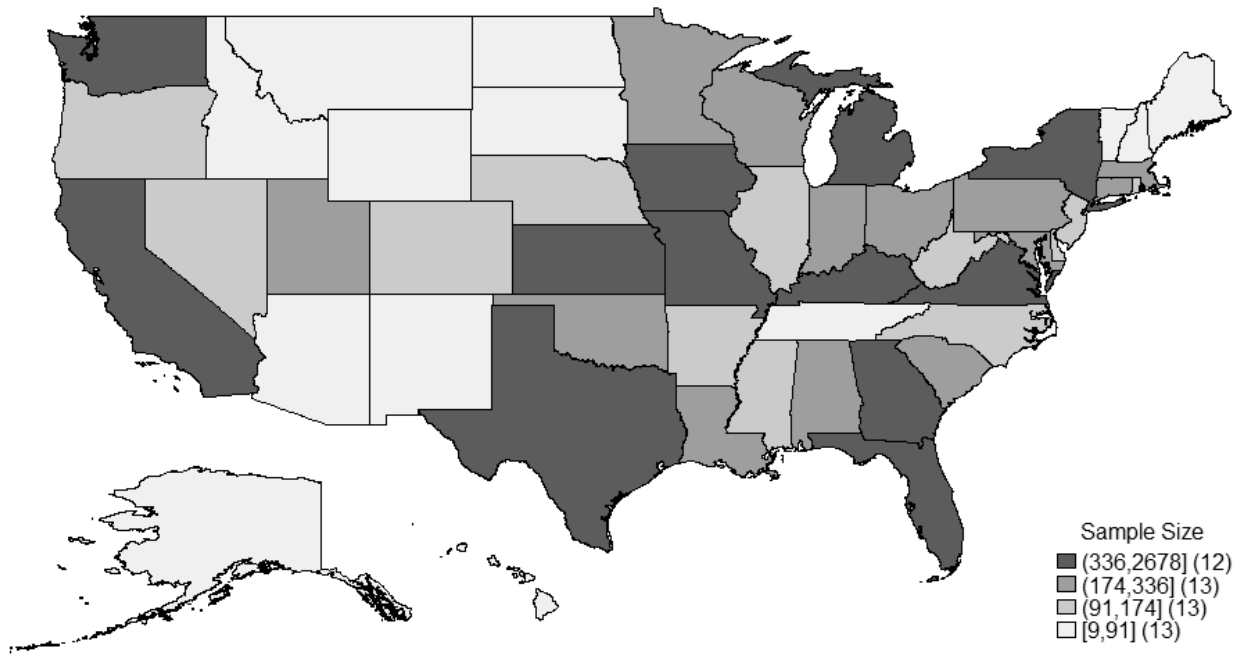 Sample Size
(336,2678] (12)
(174,336] (13)
(91,174] (13)
[9,91] (13)